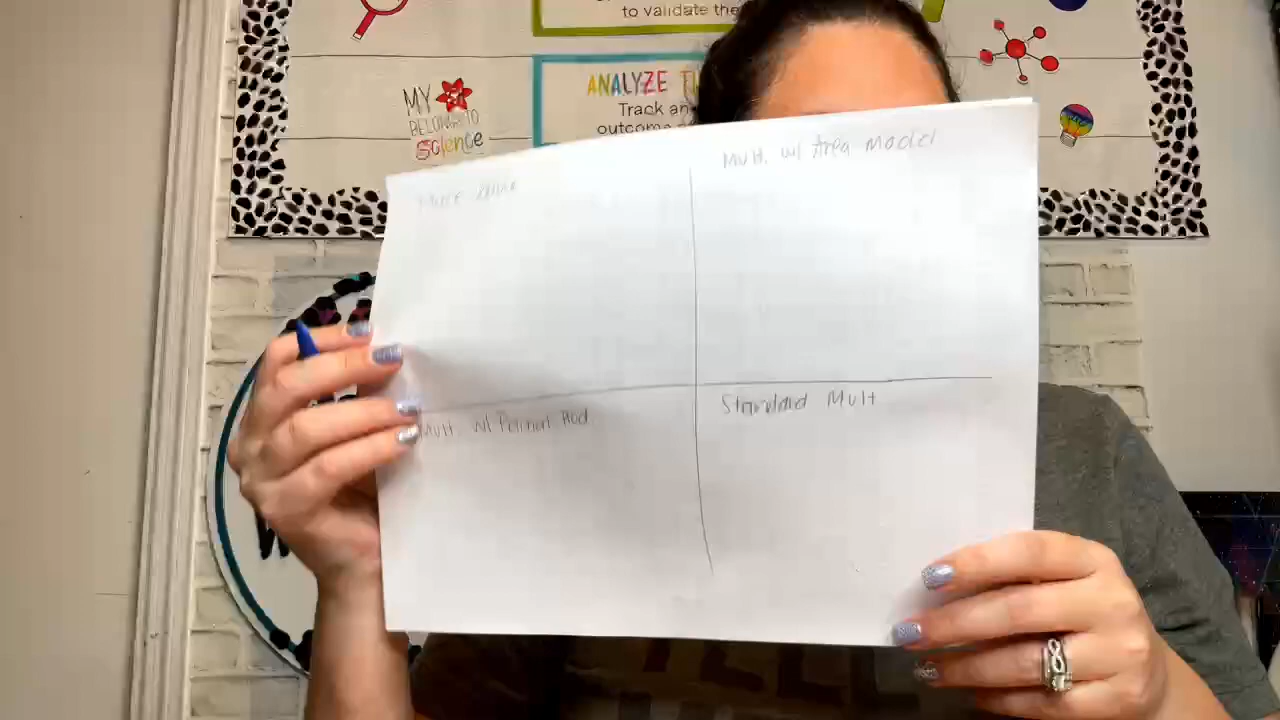 to validate the
ANALYZE
Track an
outcome
MY
BELONGS TO
Science
Mult. w/ Area Model
Mult. w/ Partial Prod
Standard Mult